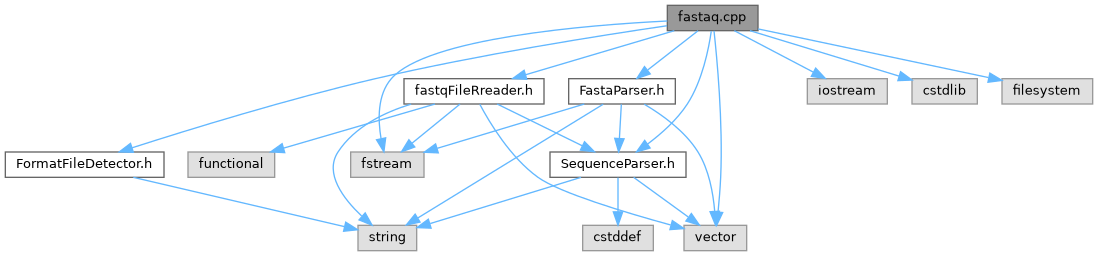 fastaq.cpp
fastqFileRreader.h
FastaParser.h
iostream
cstdlib
filesystem
FormatFileDetector.h
functional
fstream
SequenceParser.h
string
cstddef
vector